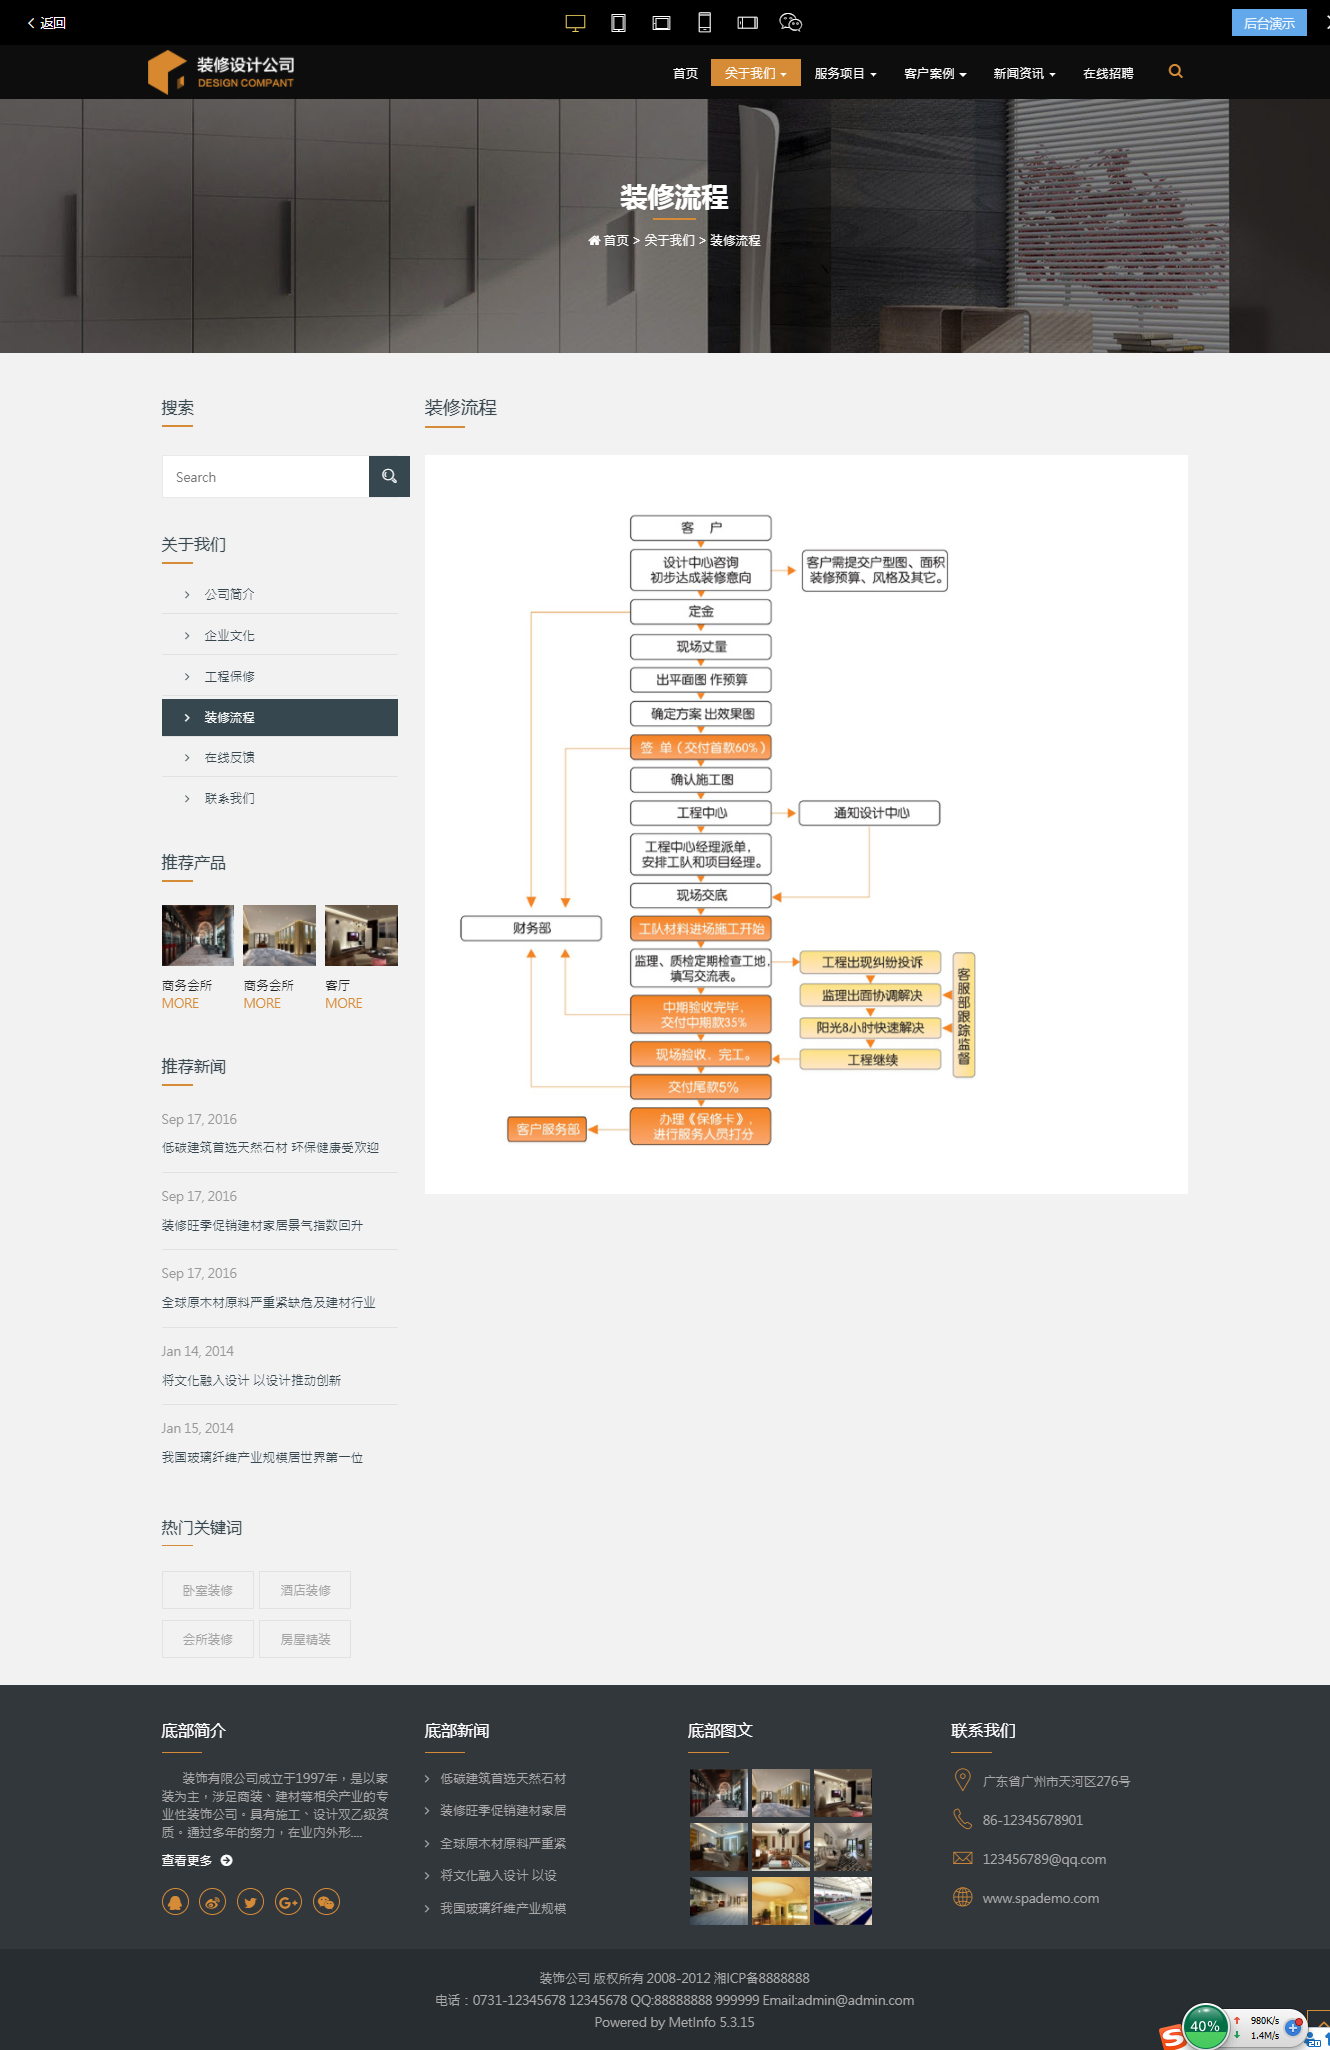 返回
后台演示
装修设计公司
DESIGN COMPANT
首页
关于我们
服务项目
客户案例
新闻资讯
在线招聘
装修流程
首页 > 关于我们 > 装修流程
搜索
Search
关于我们
公司简介
企业文化
工程保修
装修流程
在线反馈
联系我们
推荐产品
商务会所
MORE
商务会所
MORE
客厅
MORE
推荐新闻
Sep 17, 2016
低碳建筑首选天然石材 环保健康受欢迎
Sep 17, 2016
装修旺季促销建材家居景气指数回升
Sep 17, 2016
全球原木材原料严重紧缺危及建材行业
Jan 14, 2014
将文化融入设计 以设计推动创新
Jan 15, 2014
我国玻璃纤维产业规模居世界第一位
热门关键词
卧室装修
酒店装修
会所装修
房屋精装
装修流程
客 户
设计中心咨询
初步达成装修意向
客户需提交户型图、面积
装修预算、风格及其它。
定金
现场丈量
出平面图 作预算
确定方案 出效果图
签 单（交付首款60%）
确认施工图
工程中心
通知设计中心
工程中心经理派单，
安排工队和项目经理。
现场交底
财务部
工队材料进场施工开始
监理、质检定期检查工地，
填写交流表。
工程出现纠纷投诉
监理出面协调解决
阳光8小时快速解决
工程继续
客服部跟踪监督
中期验收完毕，
交付中期款35%
现场验收、完工。
交付尾款5%
办理《保修卡》，
进行服务人员打分
客户服务部
底部简介
装饰有限公司成立于1997年，是以家
装为主，涉足商装、建材等相关产业的专
业性装饰公司。具有施工、设计双乙级资
质。通过多年的努力，在业内外形....
查看更多
底部新闻
低碳建筑首选天然石材
装修旺季促销建材家居
全球原木材原料严重紧
将文化融入设计 以设
我国玻璃纤维产业规模
底部图文
联系我们
广东省广州市天河区276号
86-12345678901
123456789@qq.com
www.spademo.com
装饰公司 版权所有 2008-2012 湘ICP备8888888
电话：0731-12345678 12345678 QQ:88888888 999999 Email:admin@admin.com
Powered by MetInfo 5.3.15
40%
980K/s
1.4M/s